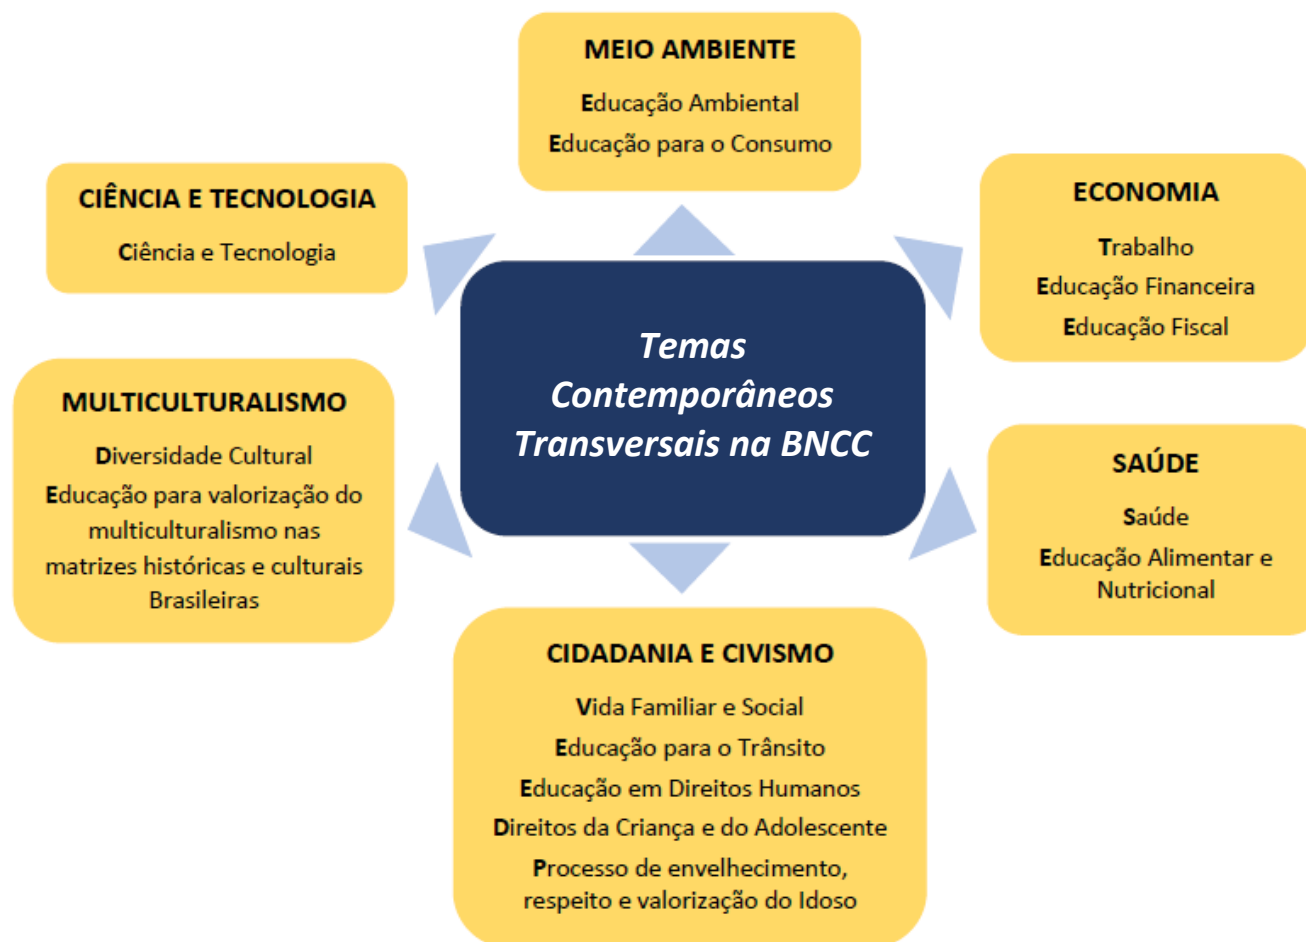 MEIO AMBIENTE
Educação Ambiental
Educação para o Consumo
CIÊNCIA E TECNOLOGIA
Ciência e Tecnologia
ECONOMIA
Trabalho
Educação Financeira
Educação Fiscal
Temas
Contemporâneos
Transversais na BNCC
MULTICULTURALISMO
Diversidade Cultural
Educação para valorização do
multiculturalismo nas
matrizes históricas e culturais
Brasileiras
SAÚDE
Saúde
Educação Alimentar e
Nutricional
CIDADANIA E CIVISMO
Vida Familiar e Social
Educação para o Trânsito
Educação em Direitos Humanos
Direitos da Criança e do Adolescente
Processo de envelhecimento,
respeito e valorização do Idoso